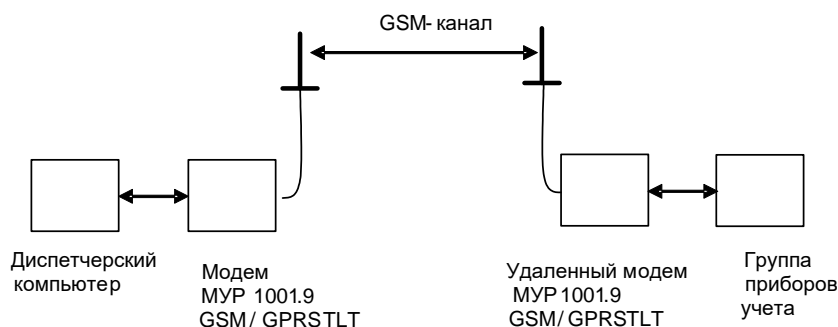 GSM- канал
Диспетчерский
компьютер
Модем
МУР 1001.9
GSM / GPRSTLT
Удаленный модем
МУР 1001.9
GSM/ GPRSTLT
Группа
приборов
учета